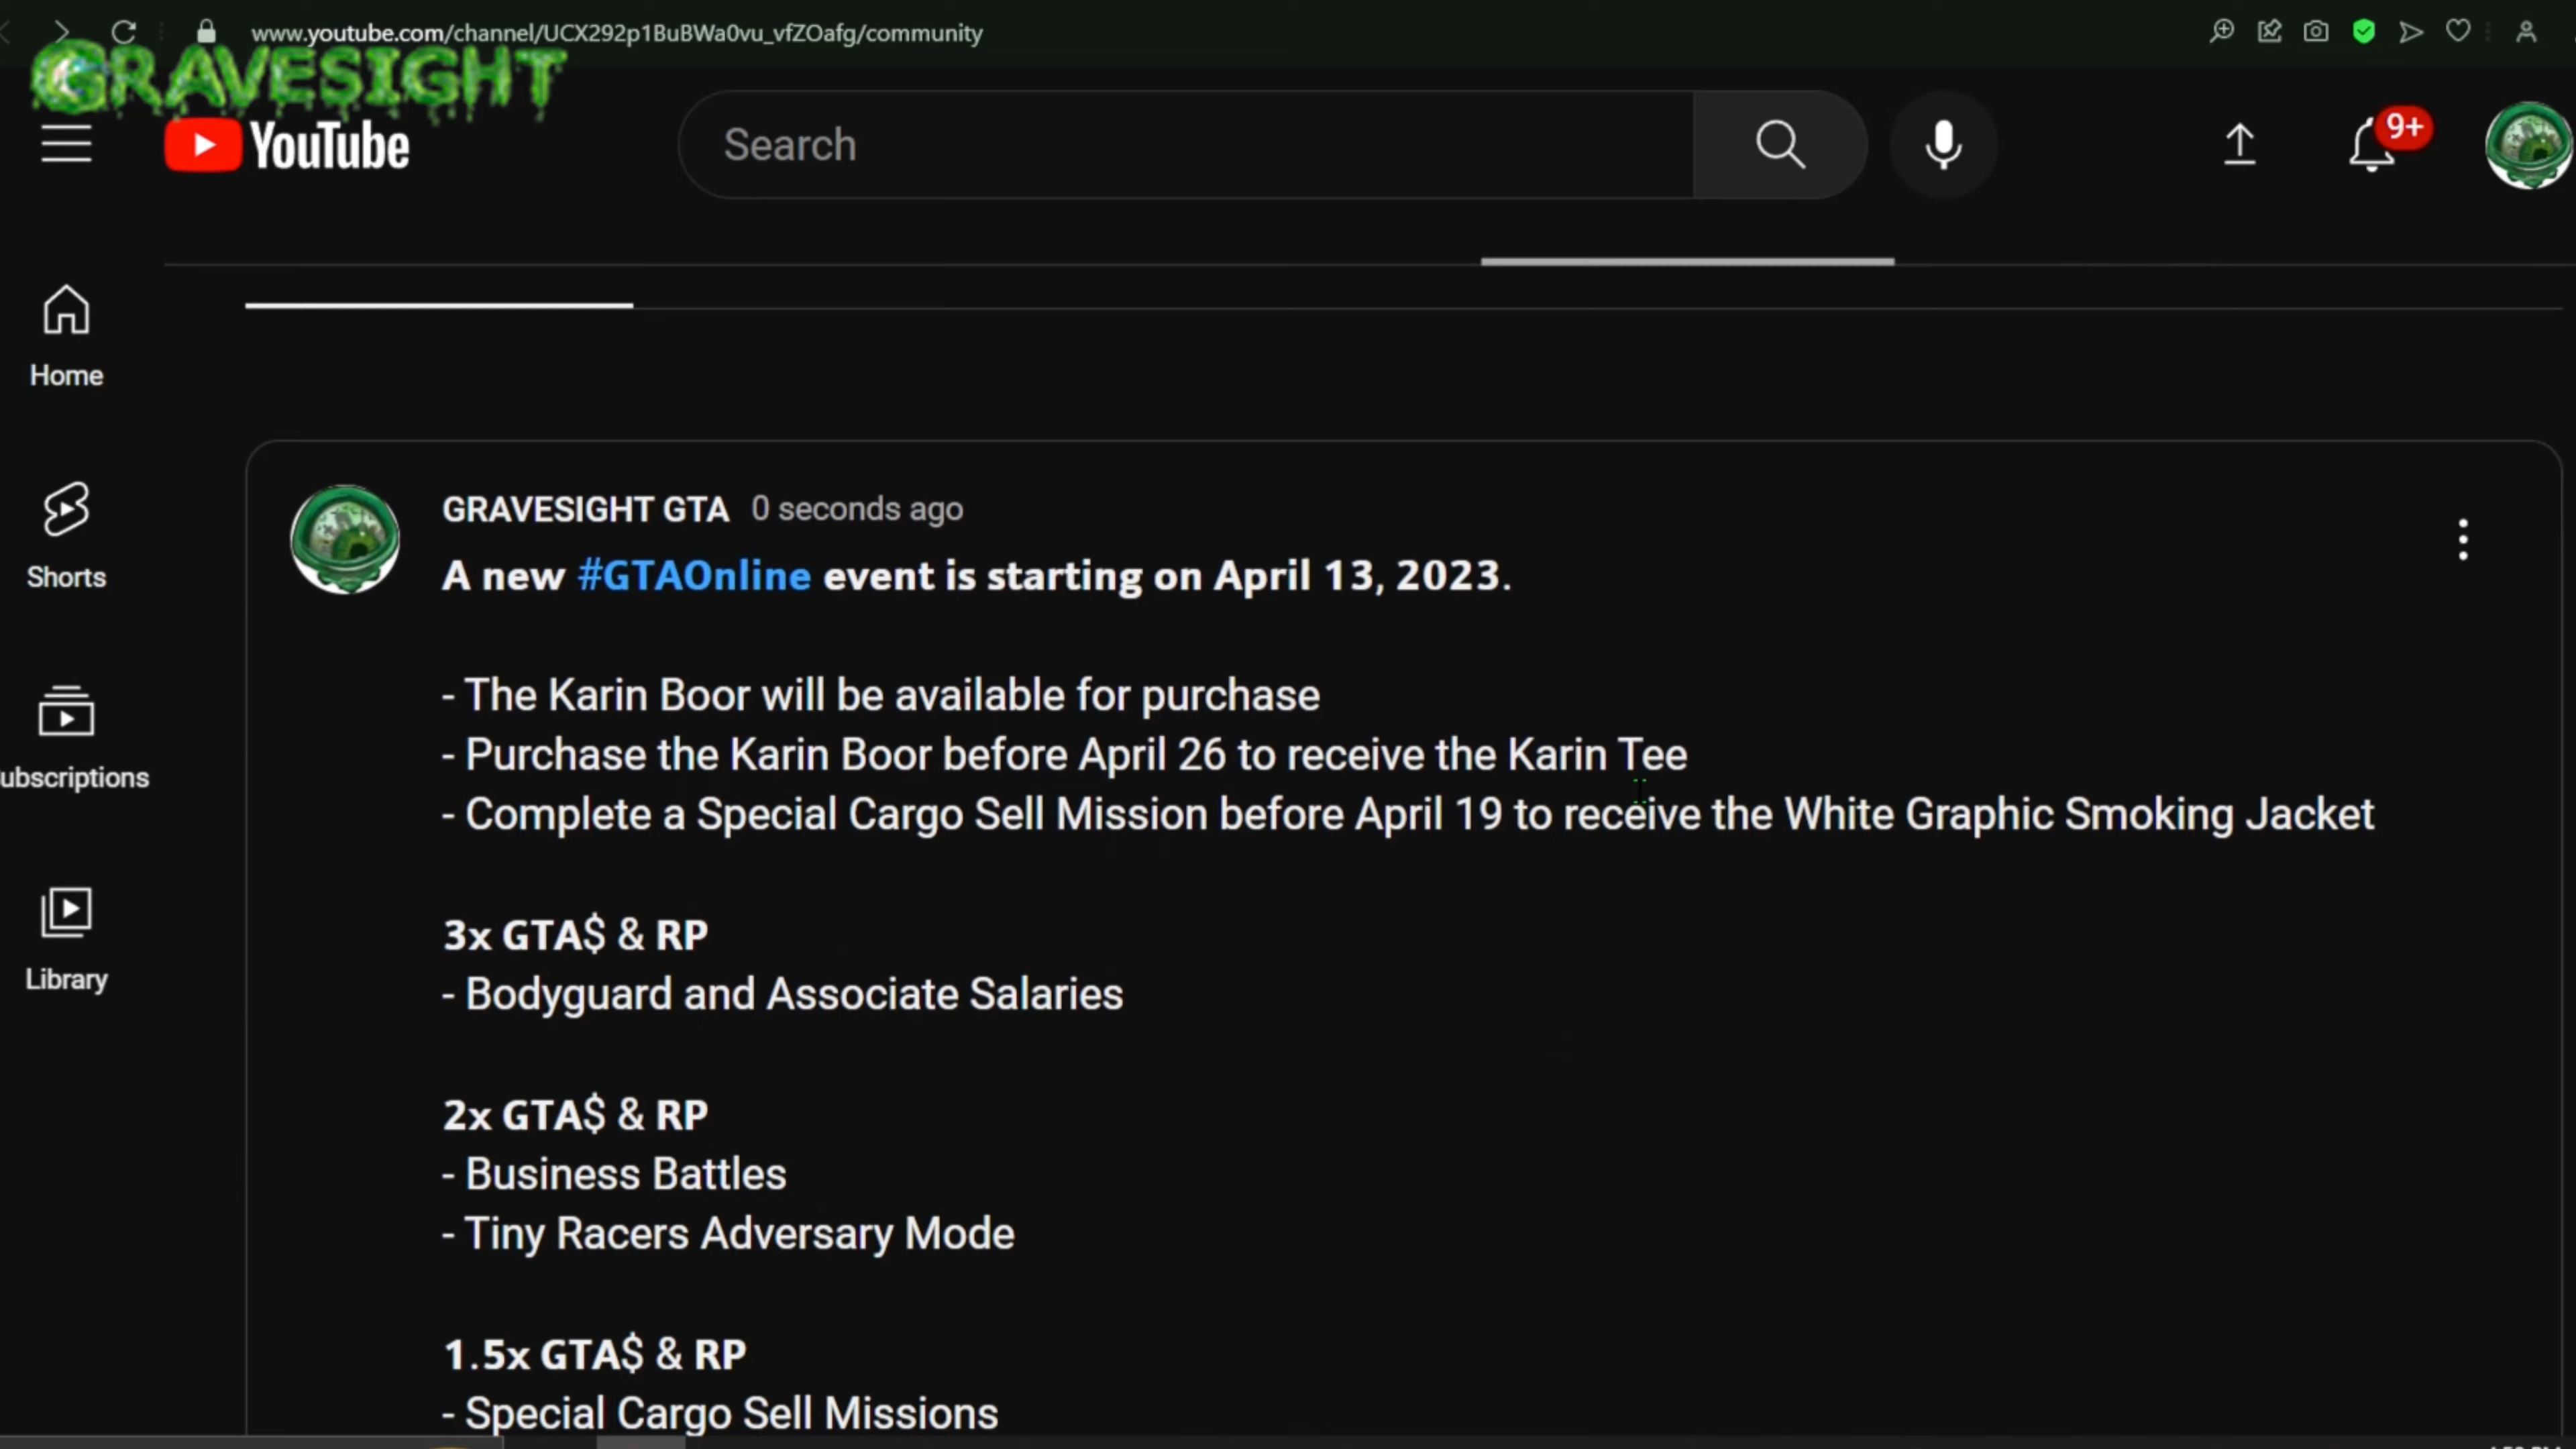 www.youtube.com/channel/UCX292p1BuBWa0vu_vfZOafg/community
GRAVESIGHT
YouTube
Search
9+
Home
Shorts
ubscriptions
Library
GRAVESIGHT GTA 0 seconds ago
A new #GTAOnline event is starting on April 13, 2023.
- The Karin Boor will be available for purchase
- Purchase the Karin Boor before April 26 to receive the Karin Tee
- Complete a Special Cargo Sell Mission before April 19 to receive the White Graphic Smoking Jacket
3x GTA$ & RP
- Bodyguard and Associate Salaries
2x GTA$ & RP
- Business Battles
- Tiny Racers Adversary Mode
1.5x GTA$ & RP
- Special Cargo Sell Missions